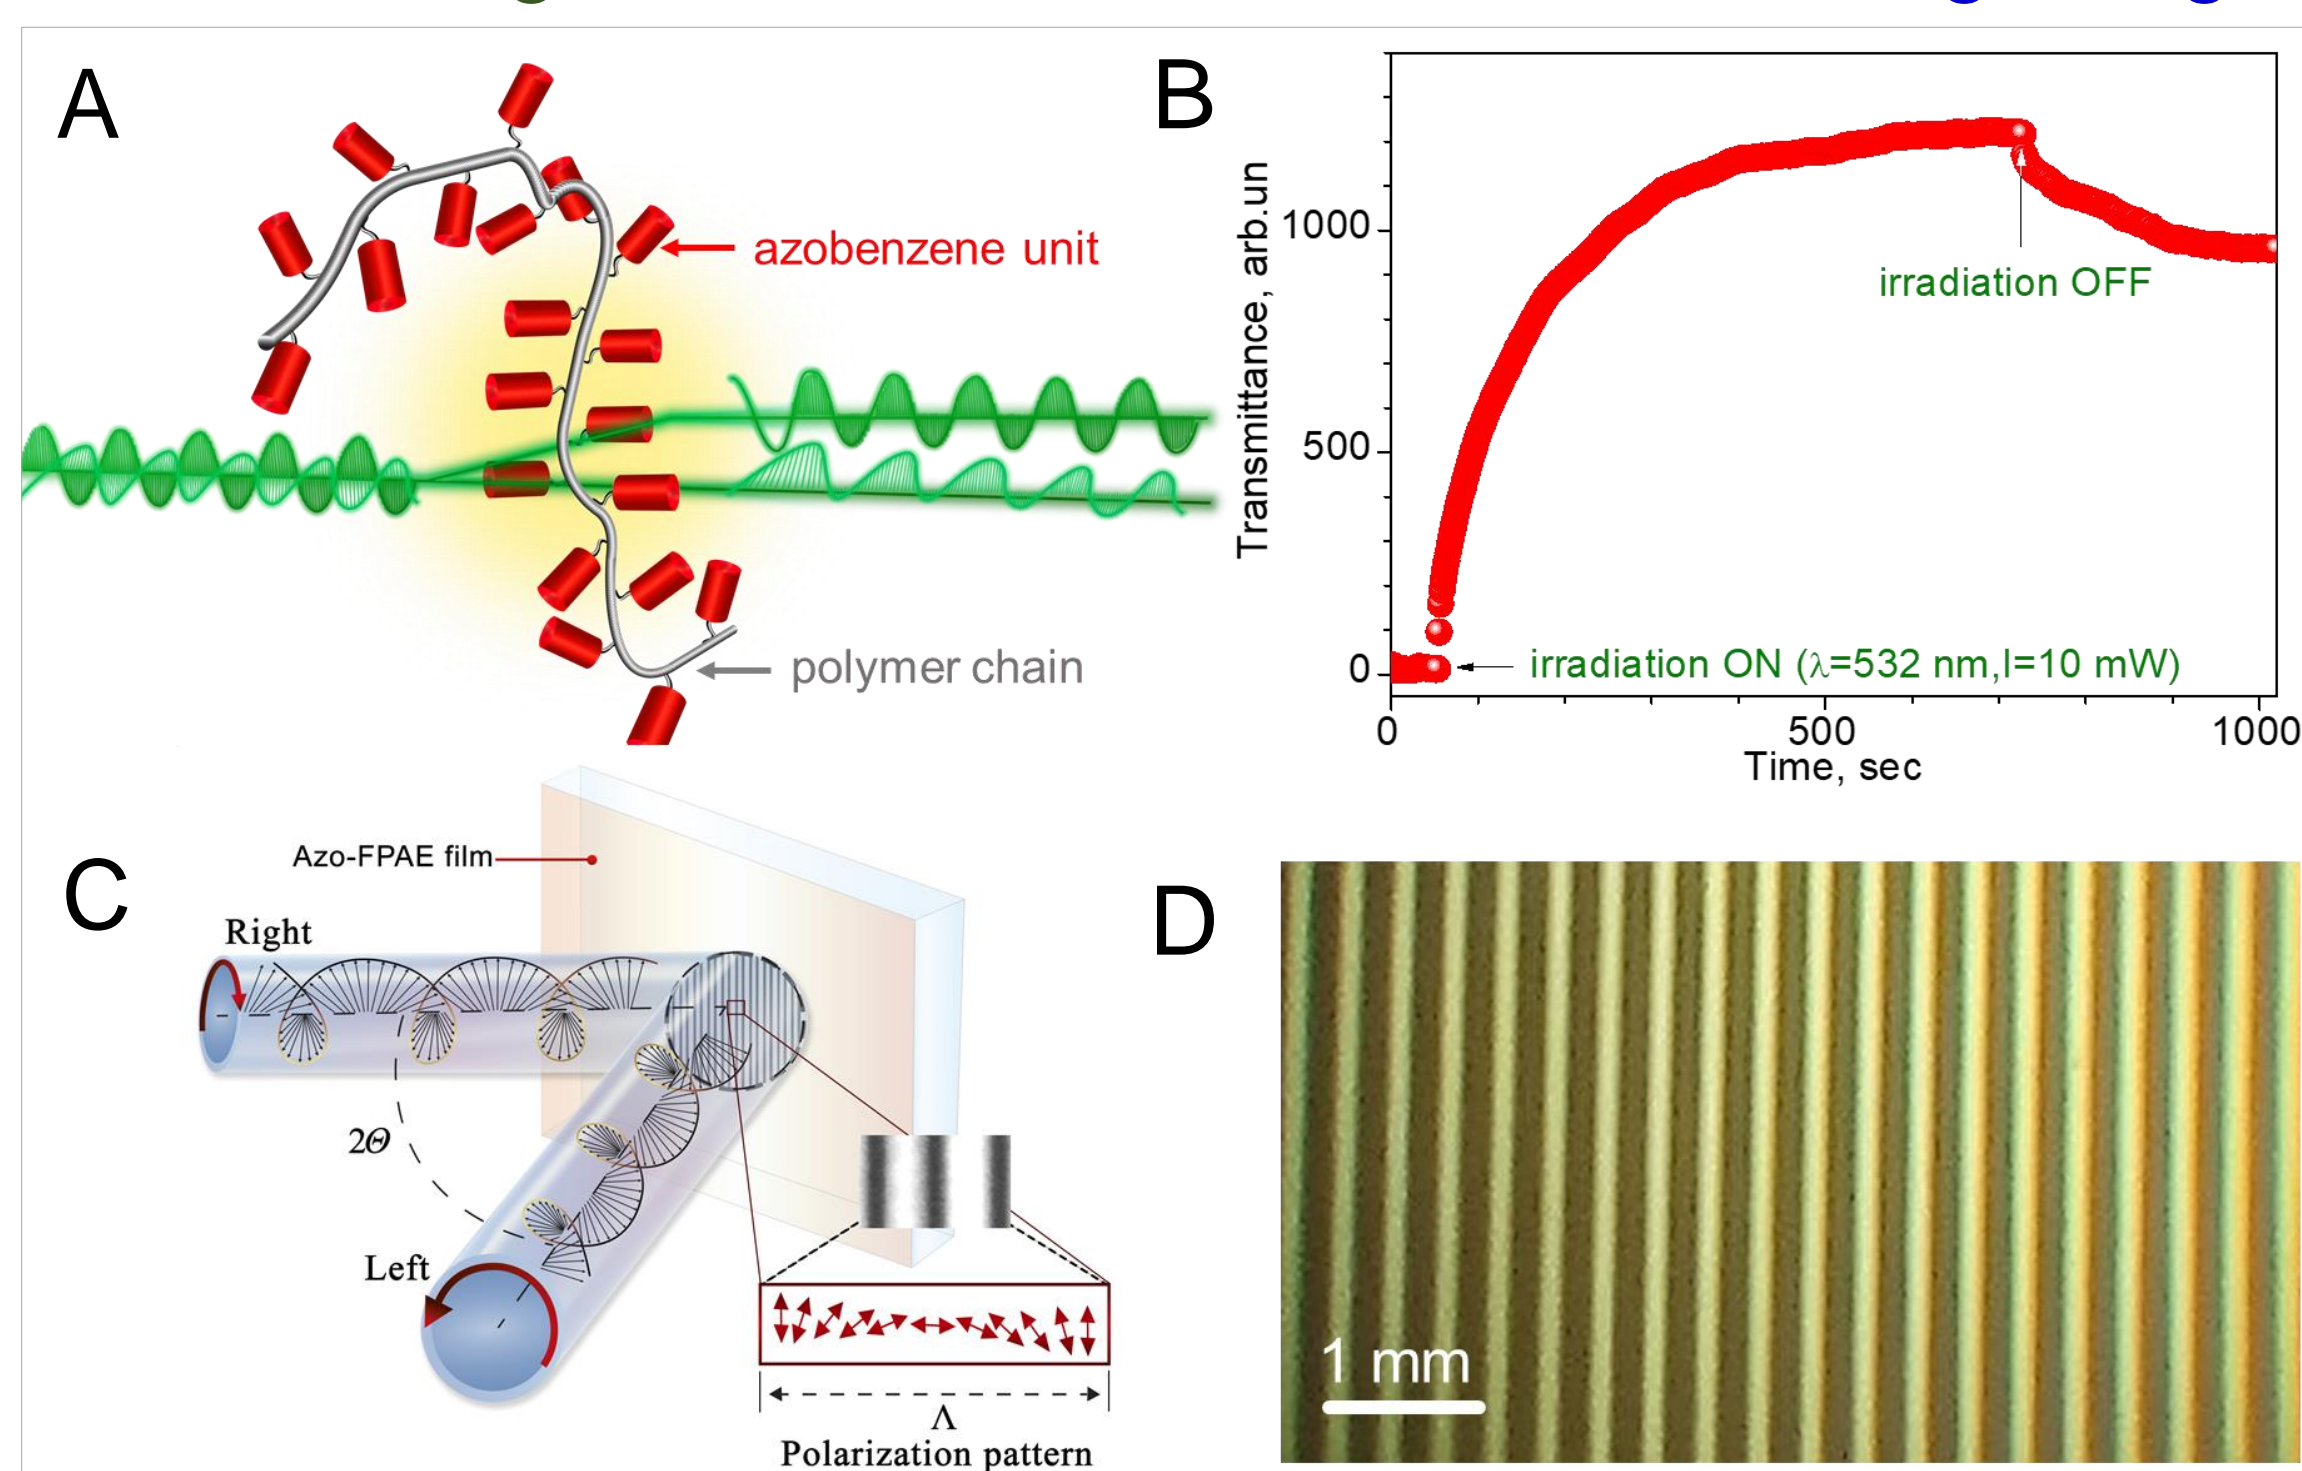 A
azobenzene unit
polymer chain
B
Transmittance, arb.un
1000
500
0
irradiation OFF
irradiation ON (λ=532 nm,I=10 mW)
0
500
1000
Time, sec
C
Azo-FPAE film
Right
2Θ
Left
Λ
Polarization pattern
D
1 mm